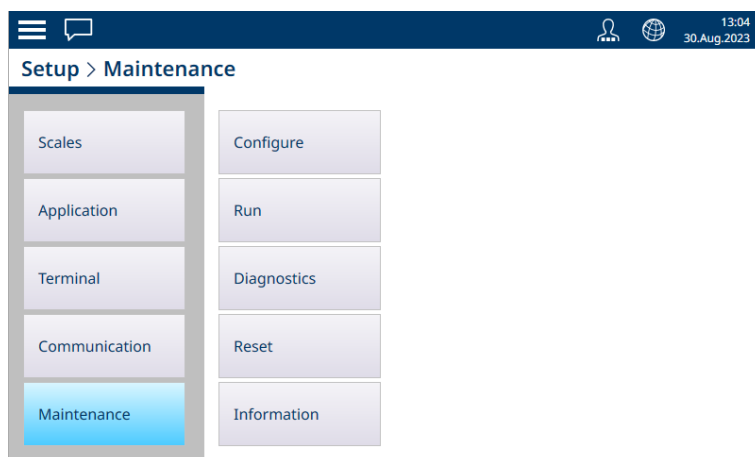 13:04
30.Aug.2023
Setup > Maintenance
Scales
Configure
Application
Run
Terminal
Diagnostics
Communication
Reset
Maintenance
Information